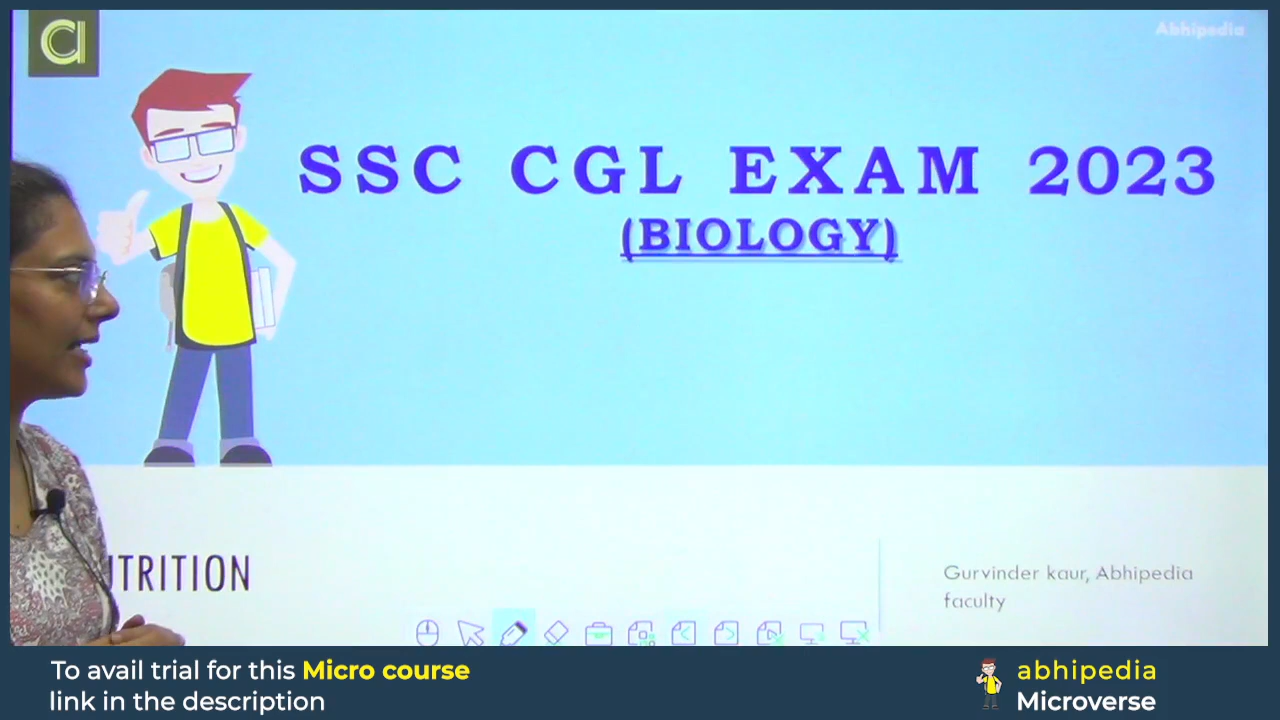 Abhipedia
SSC CGL EXAM 2023
(BIOLOGY)
UTRITION
Gurvinder kaur, Abhipedia
faculty
To avail trial for this Micro course
link in the description
abhipedia
Microverse